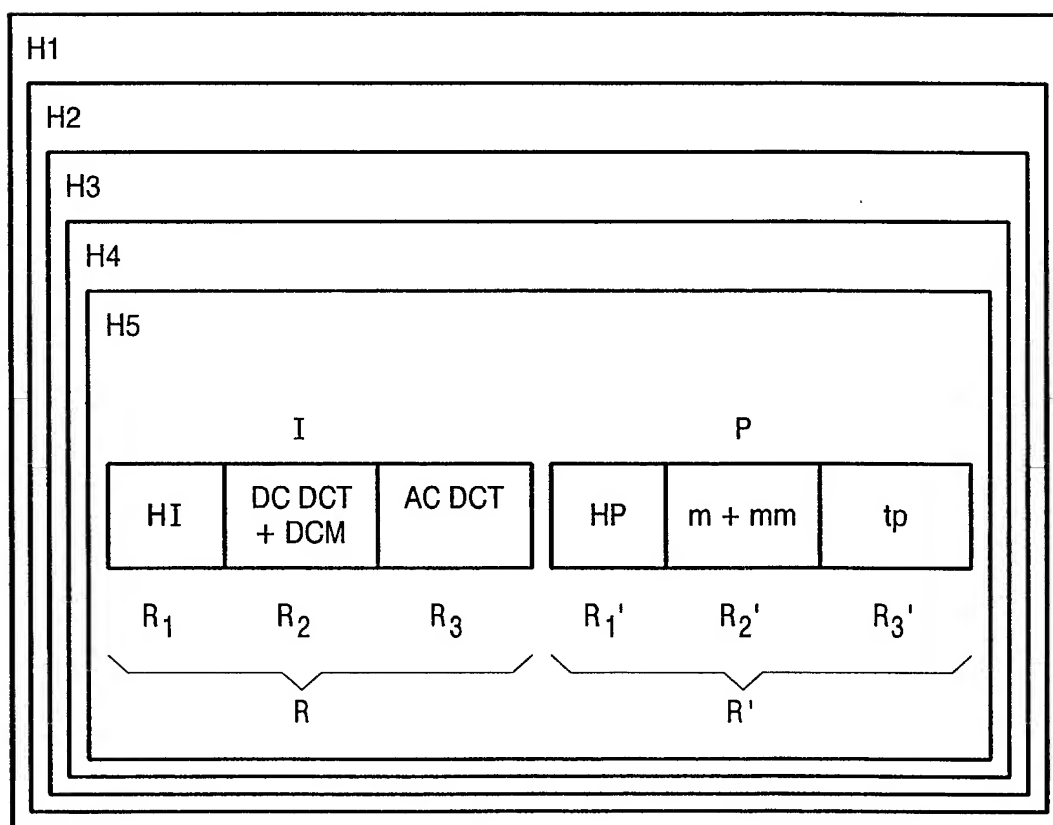 H1
H2
H3
H4
H5
I P
HI DC DCT + DCM AC DCT HP m + mm tp
R₁ R₂ R₃ R₁' R₂' R₃'
R R'